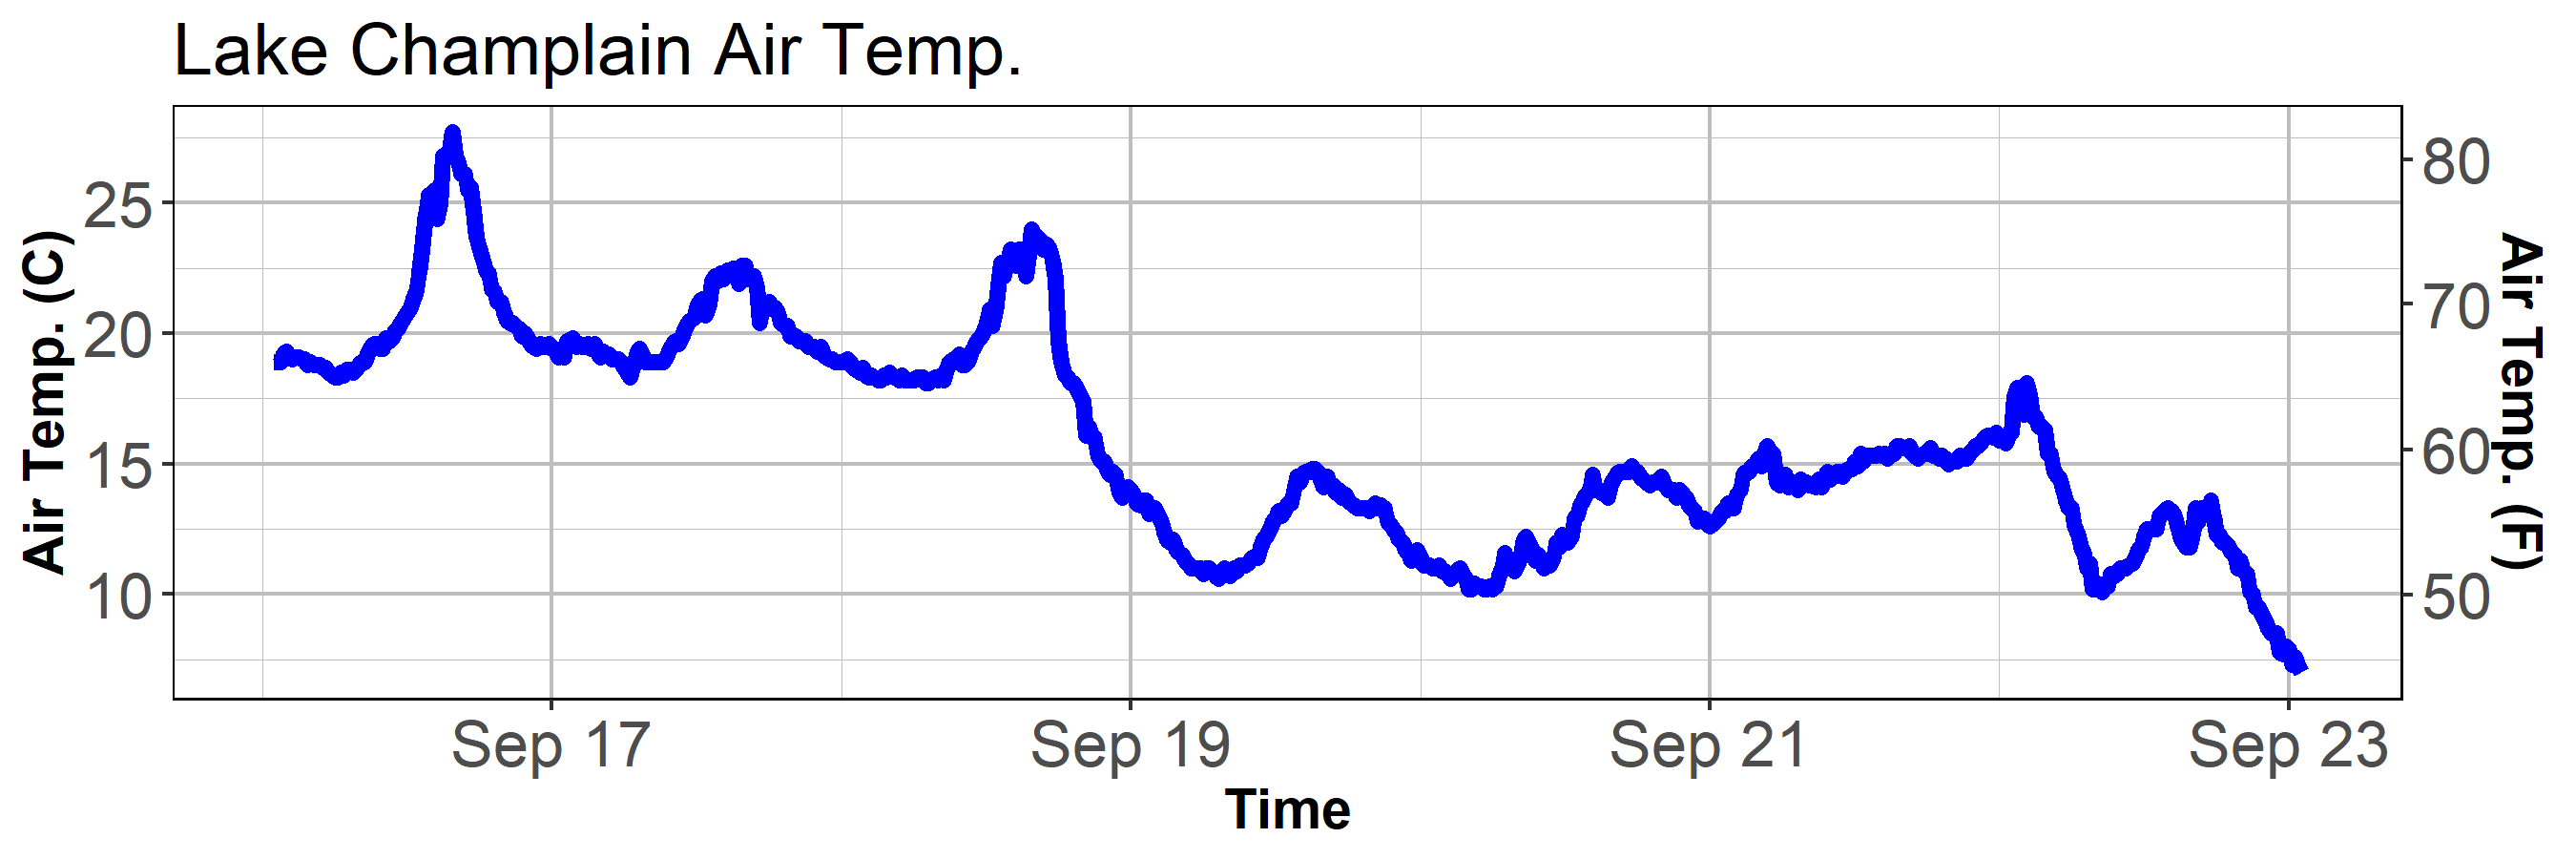 Lake Champlain Air Temp.
Air Temp. (C)
25
20
15
10
80
70
60
50
Air Temp. (F)
Sep 17
Sep 19
Sep 21
Sep 23
Time